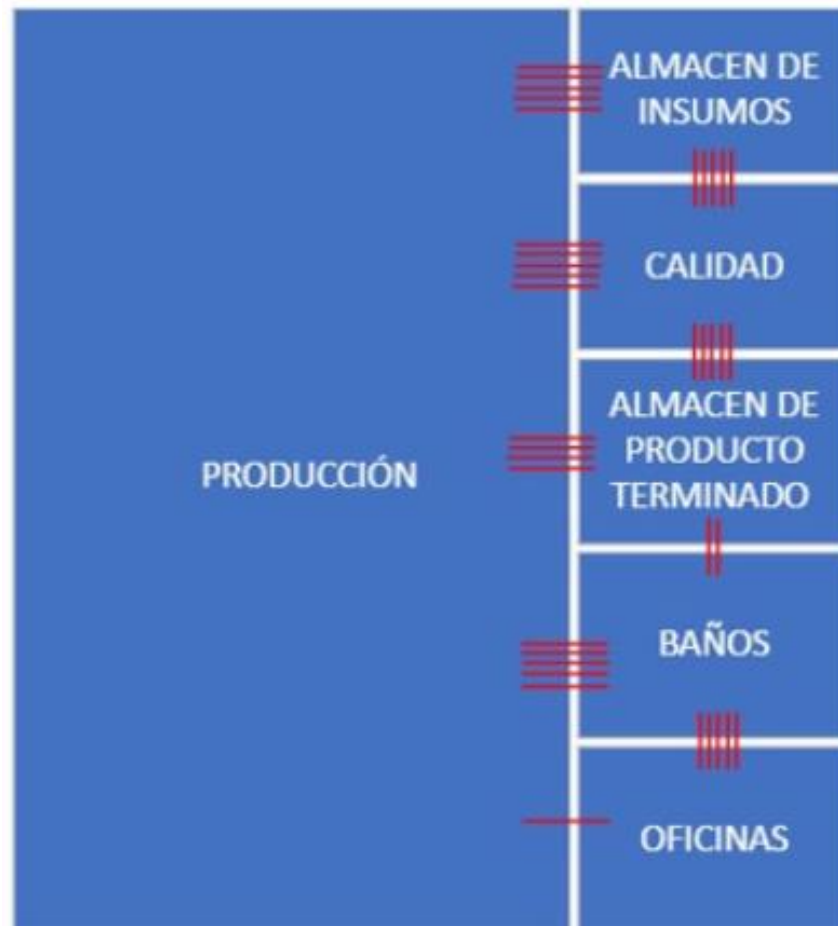 ALMACEN DE
INSUMOS
CALIDAD
ALMACEN DE
PRODUCTO
TERMINADO
PRODUCCIÓN
BAÑOS
OFICINAS